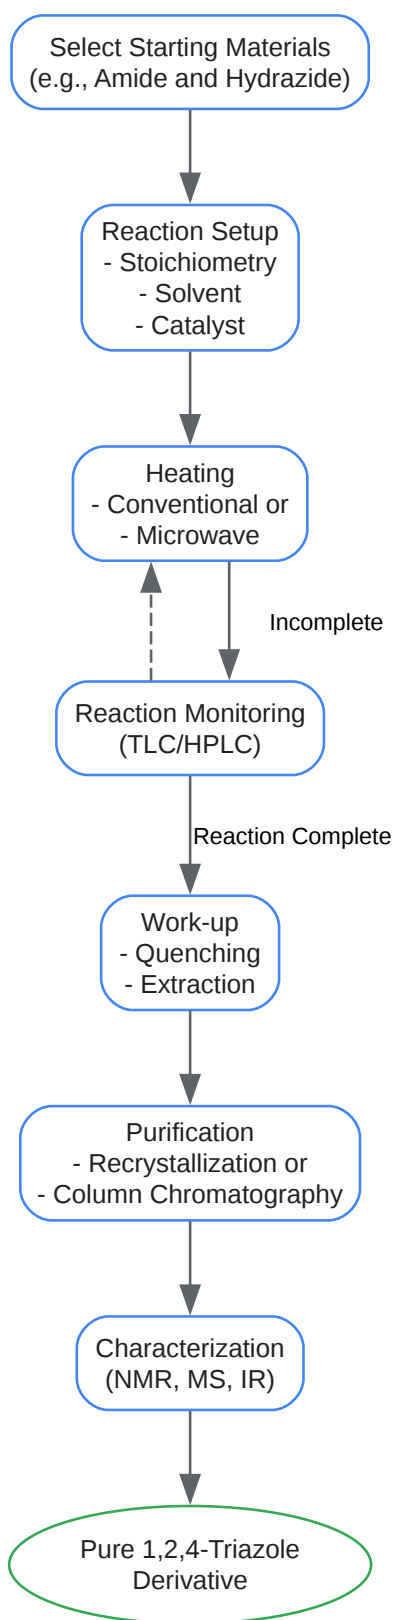 Select Starting Materials
(e.g., Amide and Hydrazide)
Reaction Setup
- Stoichiometry
- Solvent
- Catalyst
Heating
- Conventional or
- Microwave
Incomplete
Reaction Monitoring
(TLC/HPLC)
Reaction Complete
Work-up
- Quenching
- Extraction
Purification
- Recrystallization or
- Column Chromatography
Characterization
(NMR, MS, IR)
Pure 1,2,4-Triazole
Derivative